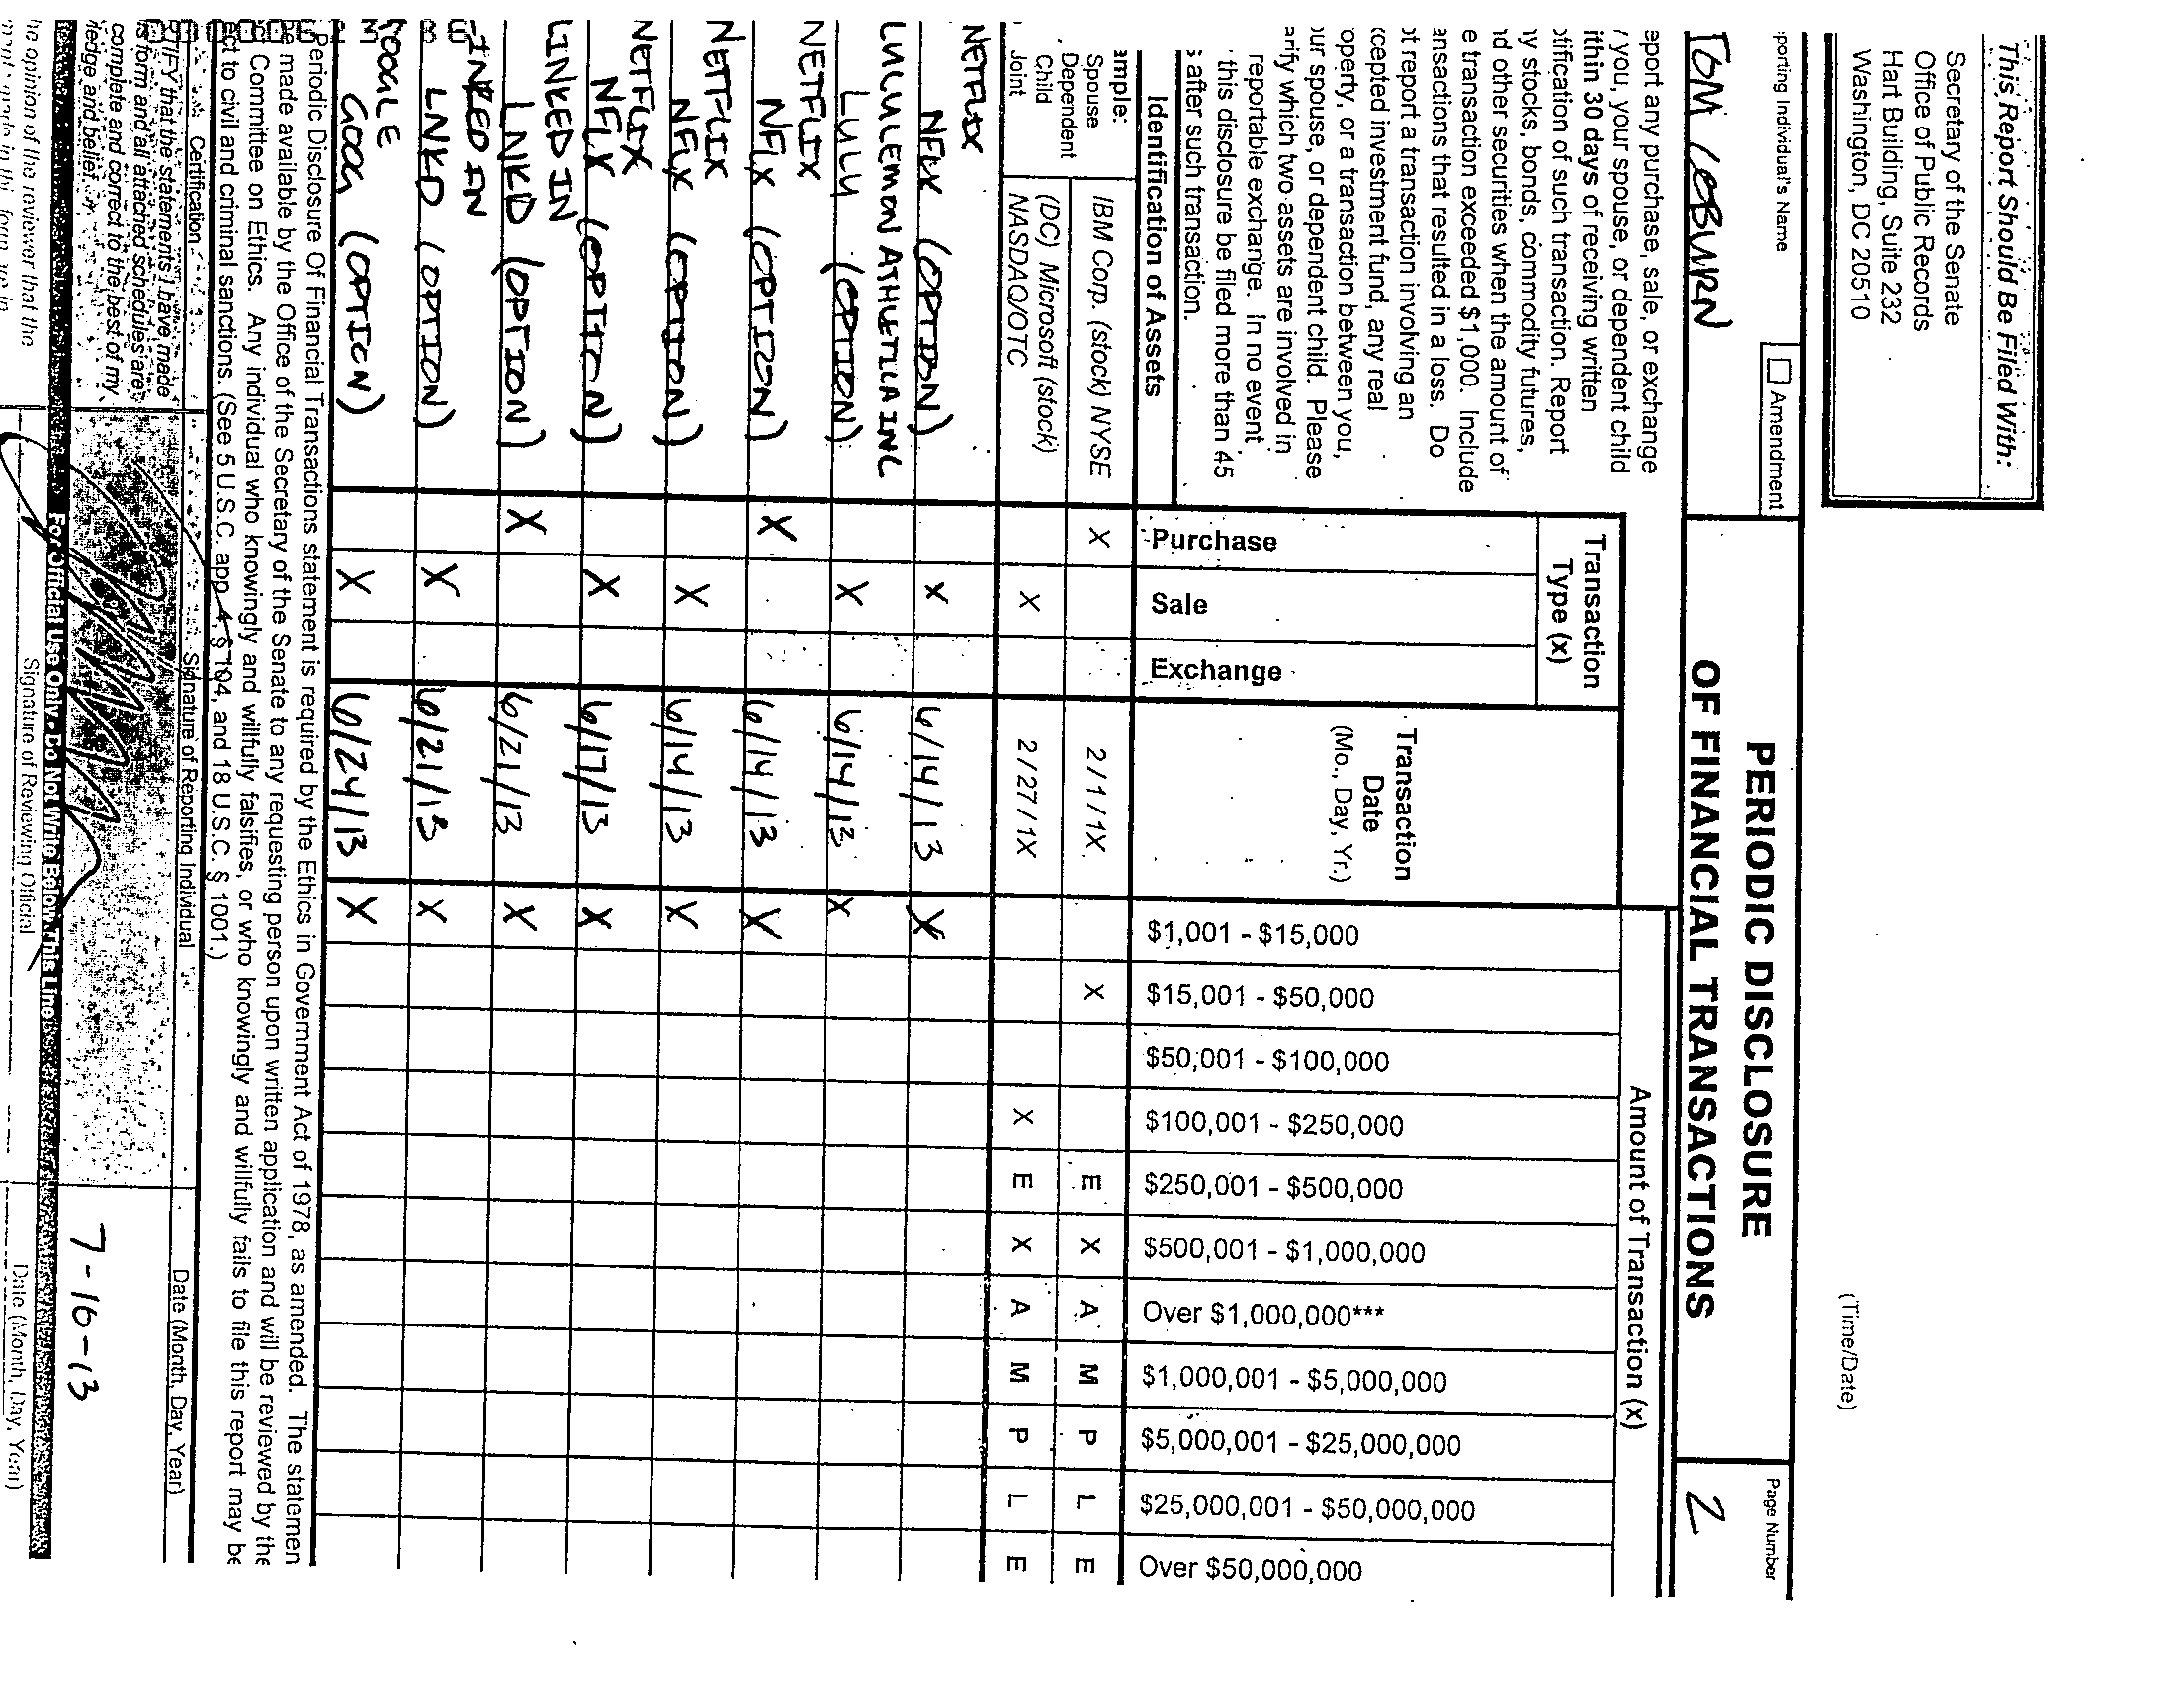 This Report Should Be Filed With:
Secretary of the Senate
Office of Public Records
Hart Building, Suite 232
Washington, DC 20510
(Time/Date)
porting Individual's Name
Amendment
PERIODIC DISCLOSURE
OF FINANCIAL TRANSACTIONS
Page Number
TOM COBURN
2
eport any purchase, sale, or exchange
you, your spouse, or dependent child
ithin 30 days of receiving written
otification of such transaction. Report
ny stocks, bonds, commodity futures,
nd other securities when the amount of
e transaction exceeded $1,000. Include
ansactions that resulted in a loss. Do
ot report a transaction involving an
xcepted investment fund, any real
operty, or a transaction between you,
our spouse, or dependent child. Please
arify which two assets are involved in
reportable exchange. In no event
this disclosure be filed more than 45
s after such transaction.
Identification of Assets
Transaction
Type (x)
Purchase
Sale
Exchange
Transaction
Date
(Mo., Day, Yr.)
Amount of Transaction (x)
$1,001 - $15,000
$15,001 - $50,000
$50,001 - $100,000
$100,001 - $250,000
$250,001 - $500,000
$500,001 - $1,000,000
Over $1,000,000***
$1,000,001 - $5,000,000
$5,000,001 - $25,000,000
$25,000,001 - $50,000,000
Over $50,000,000
ample:
Spouse
Dependent
Child
Joint
IBM Corp. (stock) NYSE X 2/1/1X X E X A M P L E
(DC) Microsoft (stock)
NASDAQ/OTC X 2/27/1X X E X A M P L E
NETFLIX
NFLX (OPTION) X 6/14/13 X
LULULEMON ATHLETICA INC
LULU (OPTION) X 6/14/13 X
NETFLIX
NFLX (OPTION) X 6/14/13 X
NETFLIX
NFLX (OPTION) X 6/14/13 X
NETFLIX
NFLX (OPTION) X 6/17/13 X
LINKED IN
LNKD (OPTION) X 6/21/13 X
INKED IN
LNKD (OPTION) X 6/21/13 X
OOGLE
GOOG (OPTION) X 6/24/13 X
Periodic Disclosure Of Financial Transactions statement is required by the Ethics in Government Act of 1978, as amended. The statemen
e made available by the Office of the Secretary of the Senate to any requesting person upon written application and will be reviewed by the
Committee on Ethics. Any individual who knowingly and willfully falsifies, or who knowingly and willfully fails to file this report may be
ect to civil and criminal sanctions. (See 5 U.S.C. app. 4, § 104, and 18 U.S.C. § 1001.)
Certification
Signature of Reporting Individual
Date (Month, Day, Year)
TIFY that the statements I have made
s form and all attached schedules are
complete and correct to the best of my
ledge and belief.
7-16-13
For Official Use Only - Do Not Write Below This Line
he opinion of the reviewer that the
Signature of Reviewing Official
Date (Month, Day, Year)